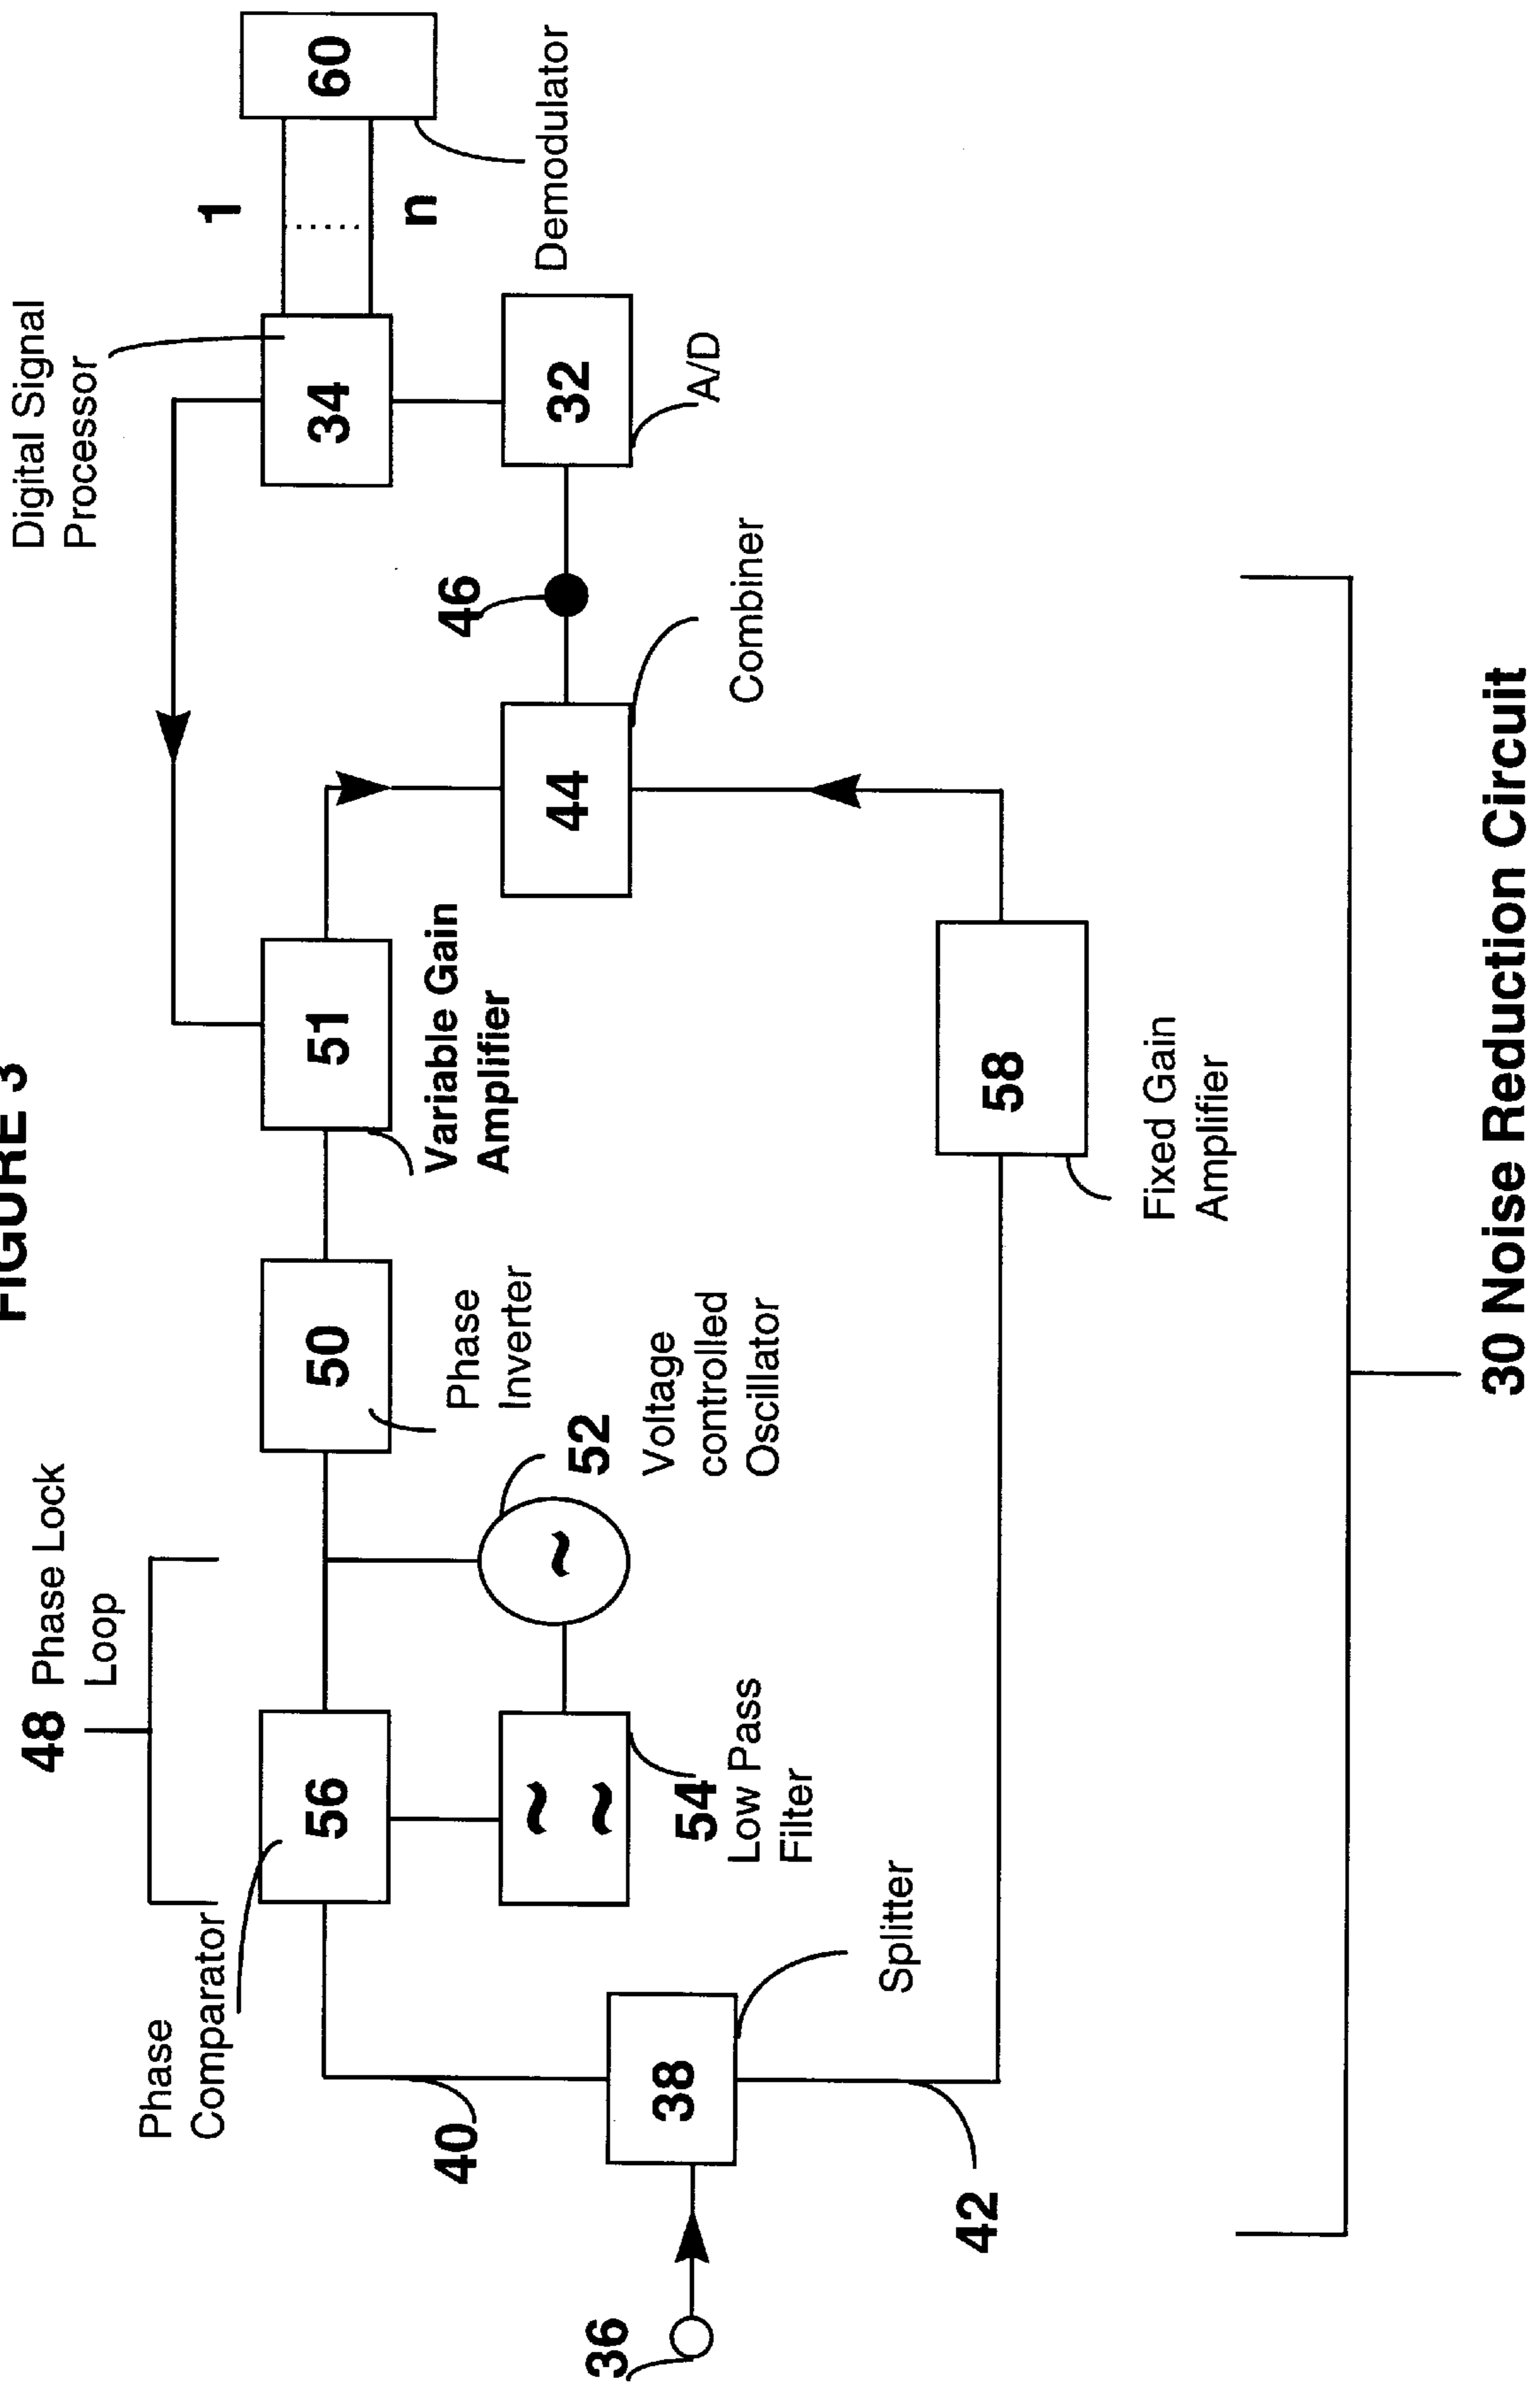 FIGURE 3
48 Phase Lock
Loop
Digital Signal
Processor
Phase
Comparator
1
n
60
56
50
51
34
Phase
Inverter
Variable Gain
Amplifier
40
46
Demodulator
52
44
32
36
38
54
Low Pass
Filter
Voltage
controlled
Oscillator
Combiner
A/D
Splitter
42
58
Fixed Gain
Amplifier
30 Noise Reduction Circuit